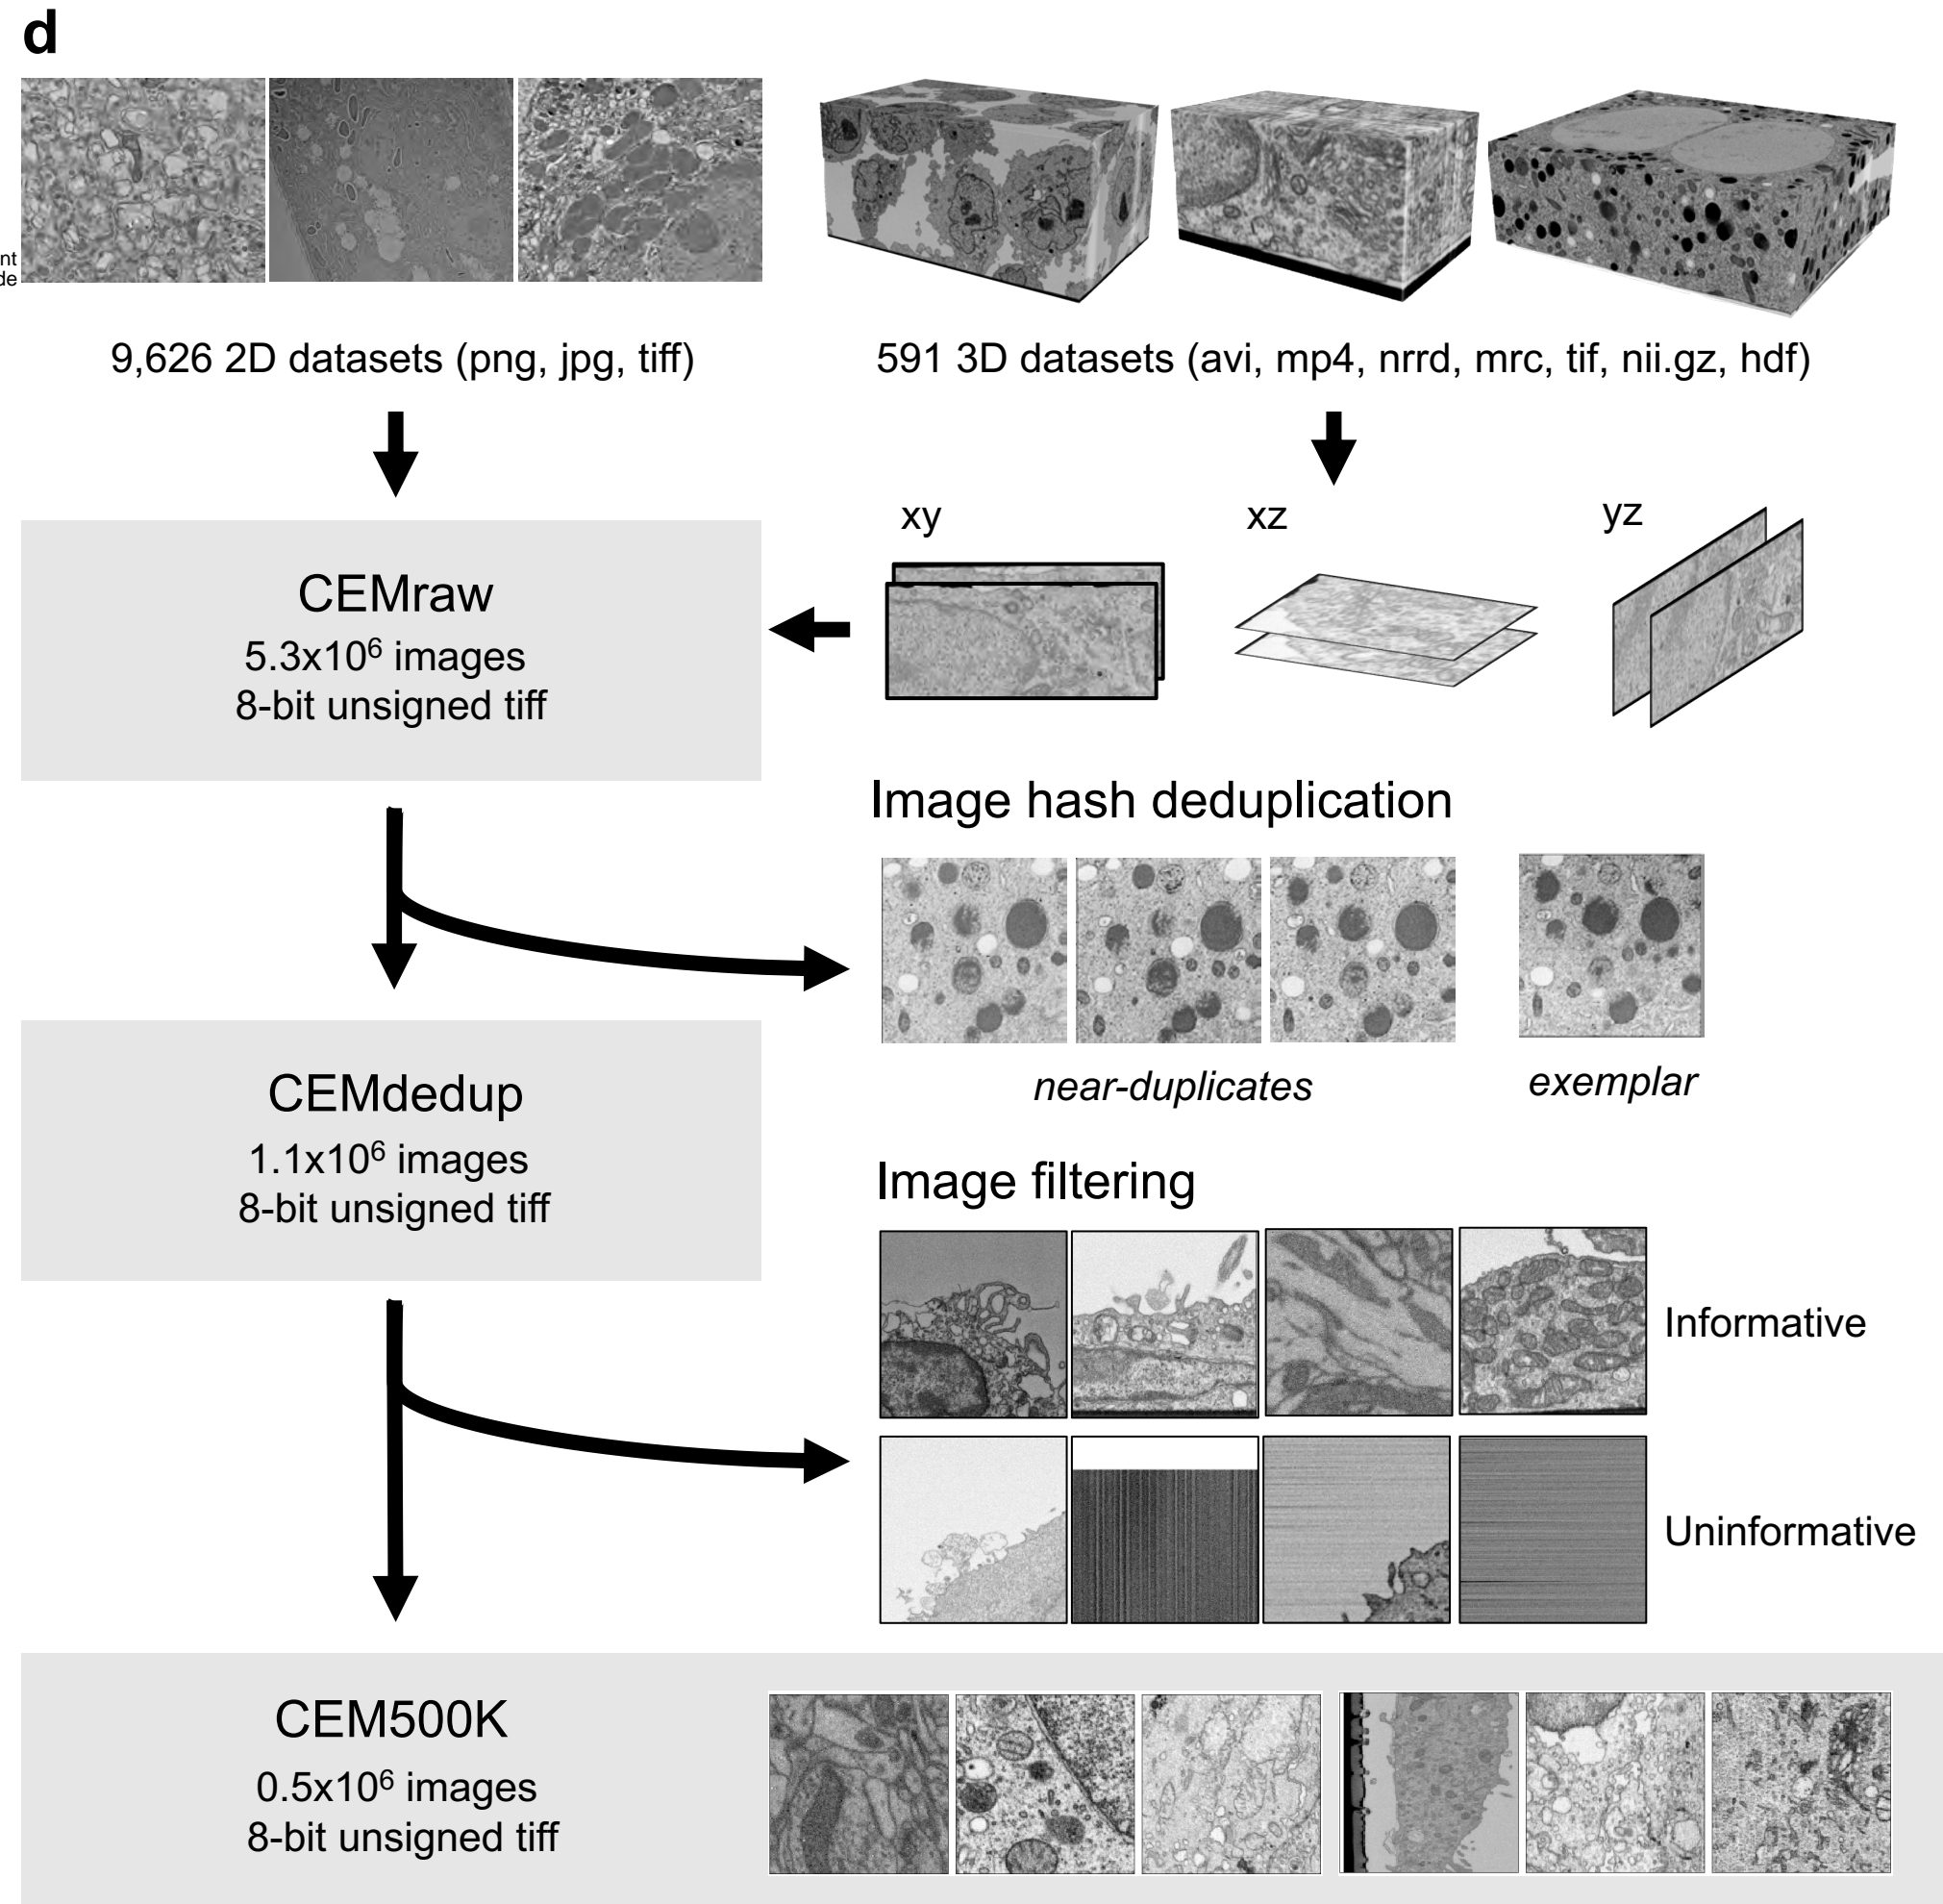 d
nt
de
9,626 2D datasets (png, jpg, tiff)
591 3D datasets (avi, mp4, nrrd, mrc, tif, nii.gz, hdf)
xy
xz
yz
CEMraw
5.3x10⁶ images
8-bit unsigned tiff
Image hash deduplication
near-duplicates
exemplar
CEMdedup
1.1x10⁶ images
8-bit unsigned tiff
Image filtering
Informative
Uninformative
CEM500K
0.5x10⁶ images
8-bit unsigned tiff